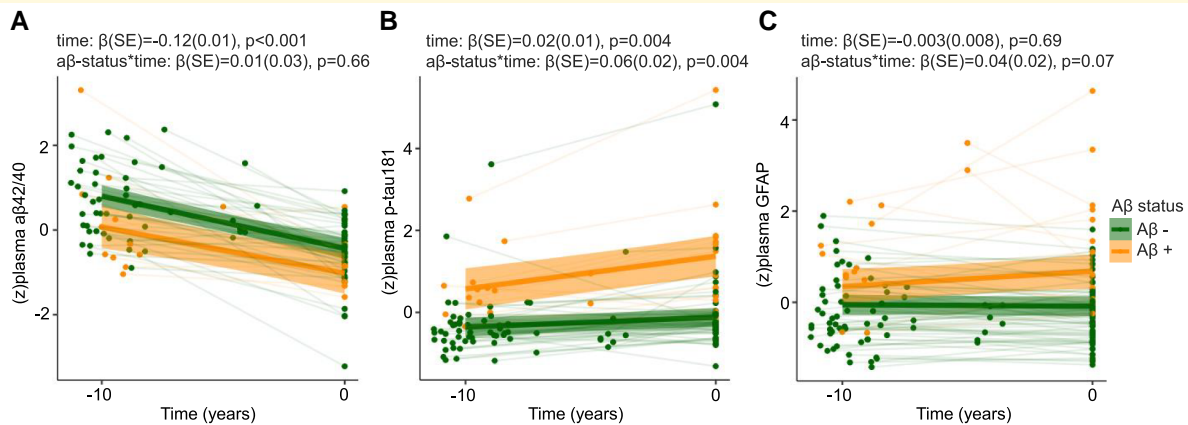 A
time: β(SE)=-0.12(0.01), p<0.001
aβ-status*time: β(SE)=0.01(0.03), p=0.66
(z)plasma aβ42/40
2
0
-2
-10
0
Time (years)
B
time: β(SE)=0.02(0.01), p=0.004
aβ-status*time: β(SE)=0.06(0.02), p=0.004
(z)plasma p-tau181
4
2
0
-10
0
Time (years)
C
time: β(SE)=-0.003(0.008), p=0.69
aβ-status*time: β(SE)=0.04(0.02), p=0.07
(z)plasma GFAP
4
2
0
-10
0
Time (years)
Aβ status
Aβ -
Aβ +